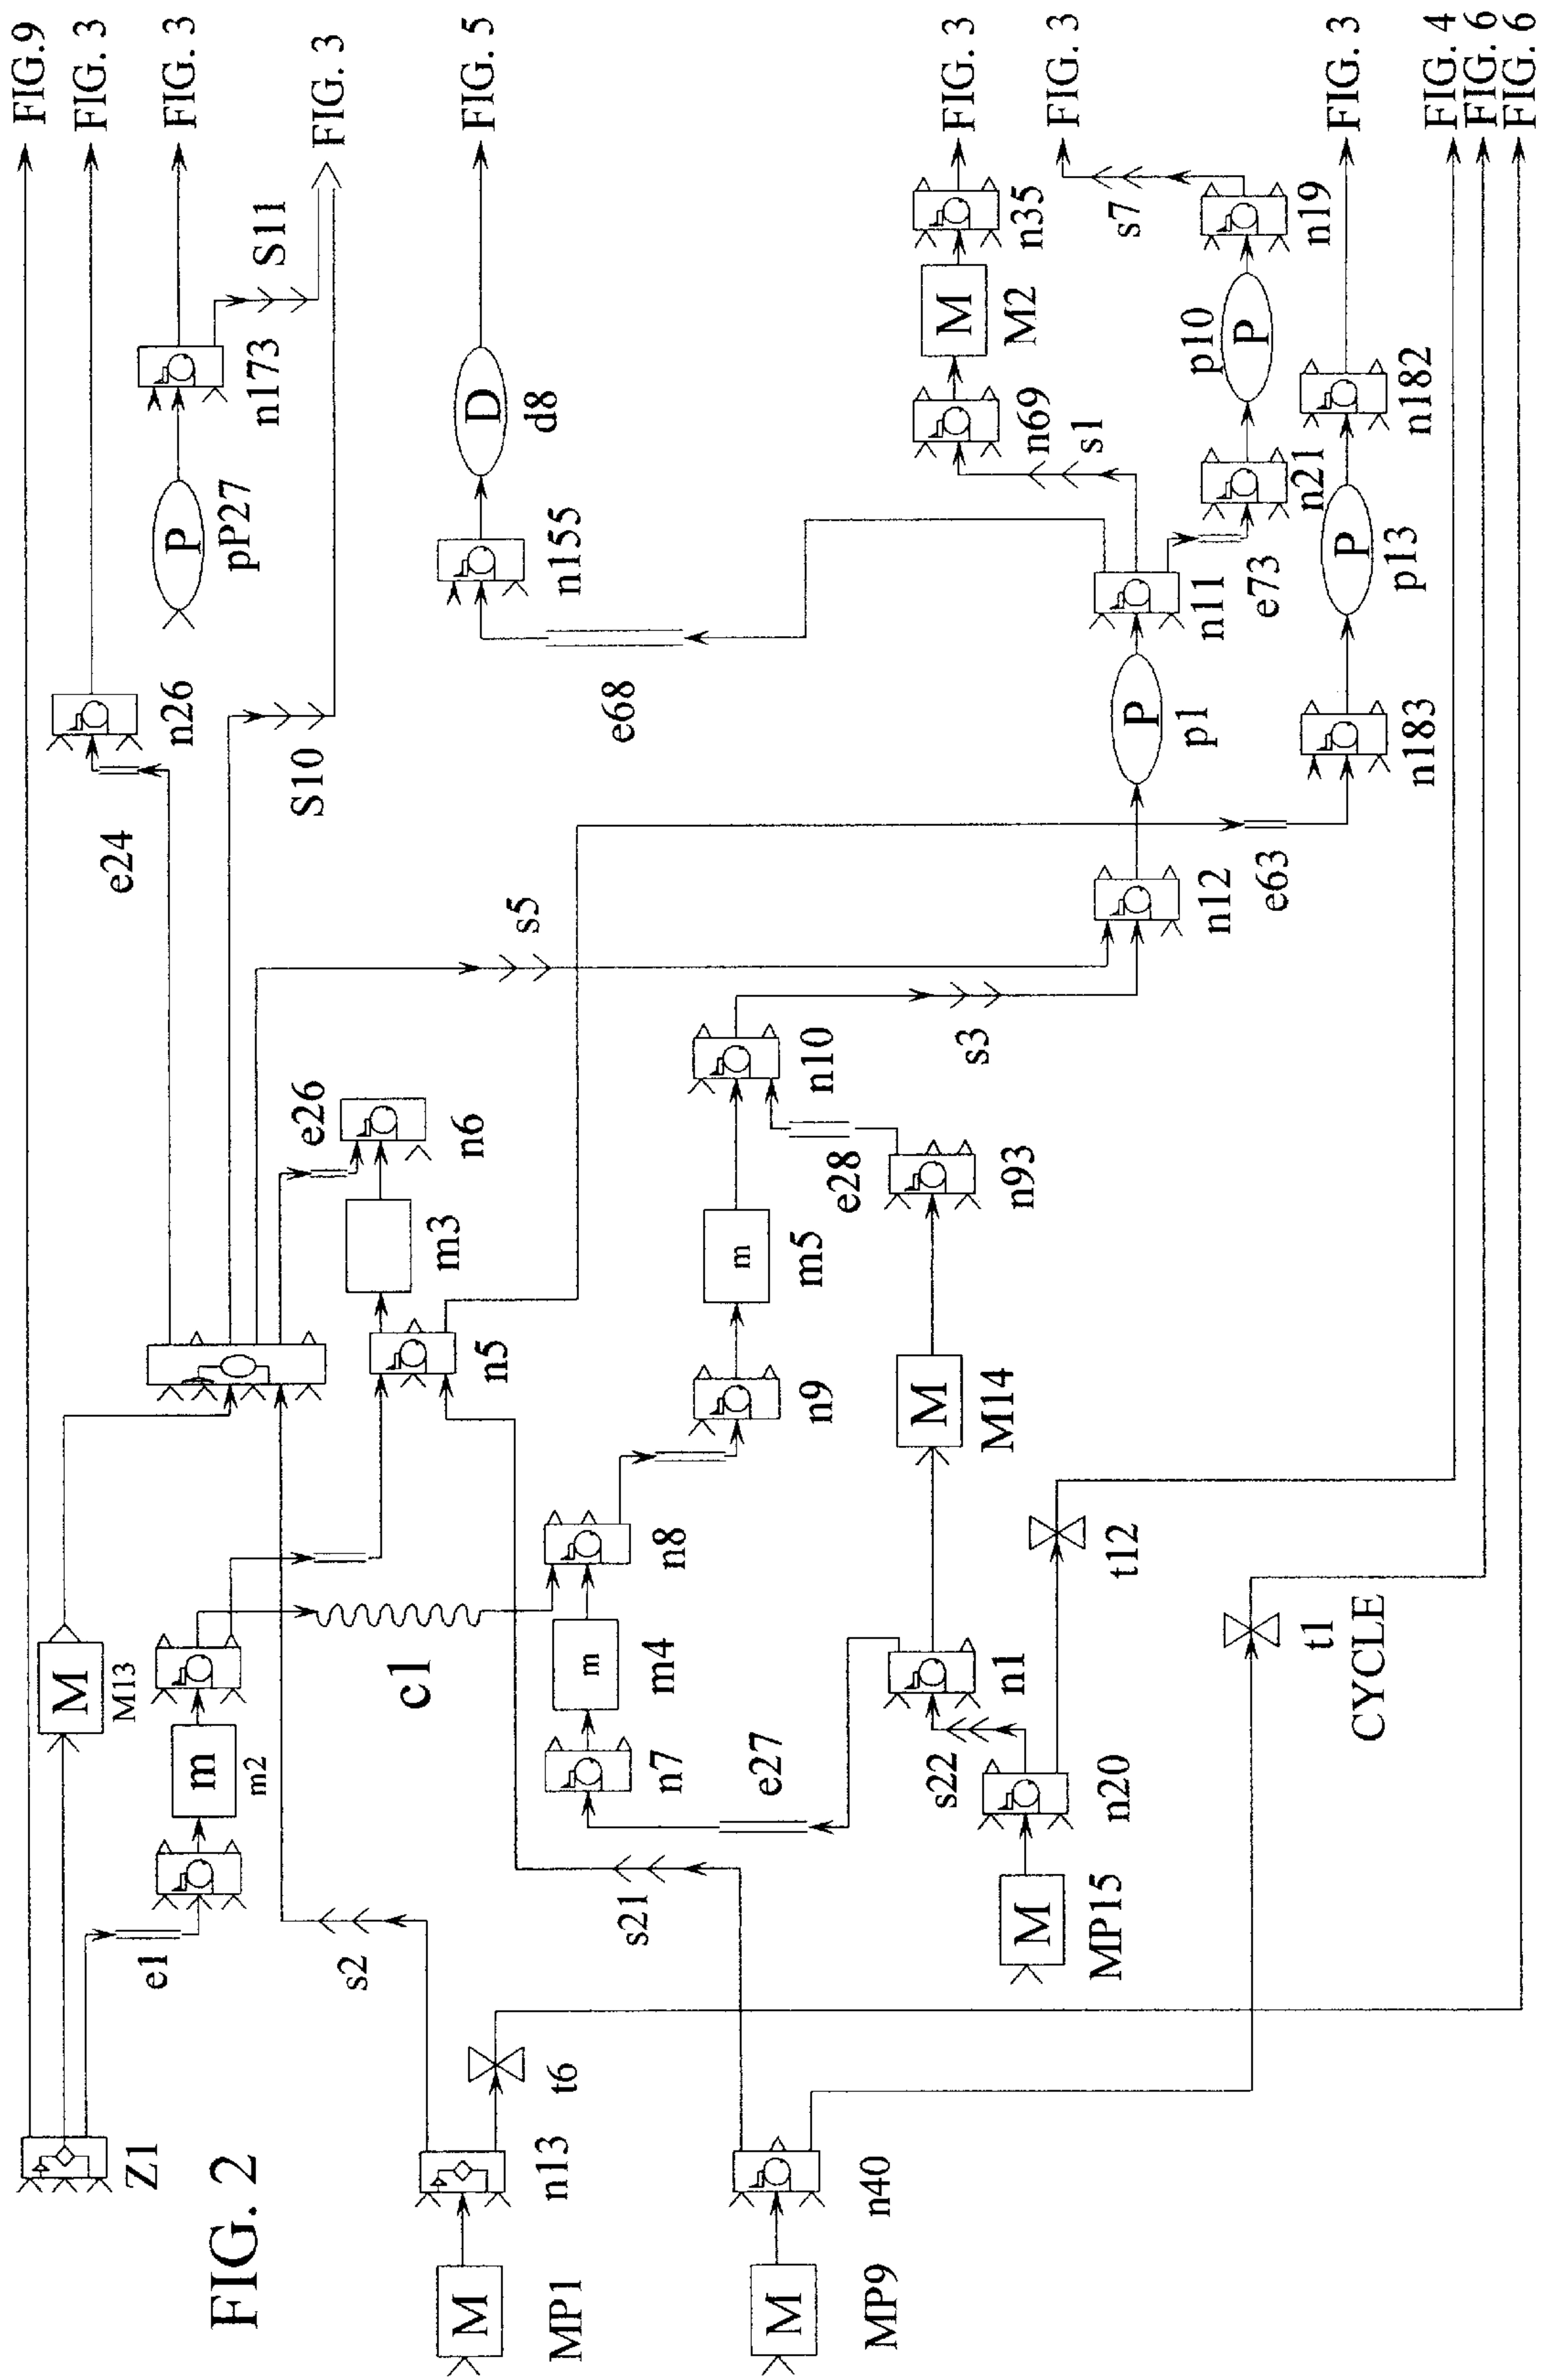 FIG. 2
FIG.9
FIG. 3
FIG. 3
FIG. 3
FIG. 5
FIG. 3
FIG. 3
FIG. 3
FIG. 4
FIG. 6
FIG. 6
Z1
M
M13
e1
m
m2
e24
n26
P
pP27
n173
S11
S10
s2
c1
n5
m3
e26
n6
s5
n155
D
d8
e68
M
MP1
n13
t6
s21
n7
m
m4
n8
n9
m
m5
n10
s3
e27
M
MP9
n40
M
MP15
n20
s22
n1
M
M14
n93
e28
n12
P
p1
n11
s1
n69
M
M2
n35
e73
n21
P
p10
n19
s7
e63
n183
P
p13
n182
t12
t1
CYCLE